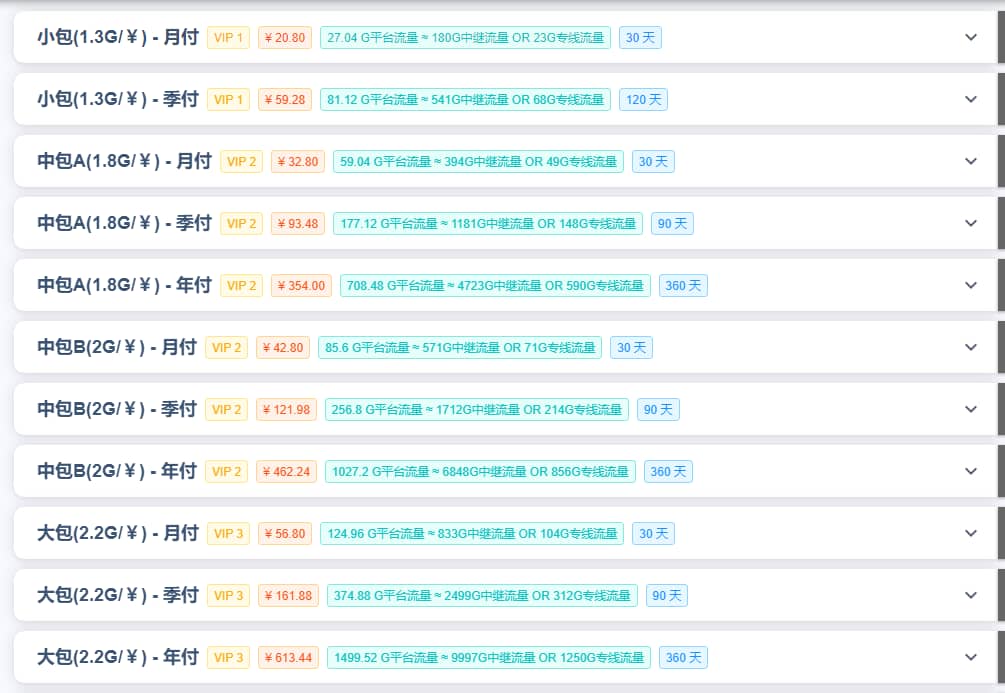 小包(1.3G/￥) - 月付 VIP 1 ￥20.80 27.04 G平台流量 ≈ 180G中继流量 OR 23G专线流量 30 天
小包(1.3G/￥) - 季付 VIP 1 ￥59.28 81.12 G平台流量 ≈ 541G中继流量 OR 68G专线流量 120 天
中包A(1.8G/￥) - 月付 VIP 2 ￥32.80 59.04 G平台流量 ≈ 394G中继流量 OR 49G专线流量 30 天
中包A(1.8G/￥) - 季付 VIP 2 ￥93.48 177.12 G平台流量 ≈ 1181G中继流量 OR 148G专线流量 90 天
中包A(1.8G/￥) - 年付 VIP 2 ￥354.00 708.48 G平台流量 ≈ 4723G中继流量 OR 590G专线流量 360 天
中包B(2G/￥) - 月付 VIP 2 ￥42.80 85.6 G平台流量 ≈ 571G中继流量 OR 71G专线流量 30 天
中包B(2G/￥) - 季付 VIP 2 ￥121.98 256.8 G平台流量 ≈ 1712G中继流量 OR 214G专线流量 90 天
中包B(2G/￥) - 年付 VIP 2 ￥462.24 1027.2 G平台流量 ≈ 6848G中继流量 OR 856G专线流量 360 天
大包(2.2G/￥) - 月付 VIP 3 ￥56.80 124.96 G平台流量 ≈ 833G中继流量 OR 104G专线流量 30 天
大包(2.2G/￥) - 季付 VIP 3 ￥161.88 374.88 G平台流量 ≈ 2499G中继流量 OR 312G专线流量 90 天
大包(2.2G/￥) - 年付 VIP 3 ￥613.44 1499.52 G平台流量 ≈ 9997G中继流量 OR 1250G专线流量 360 天